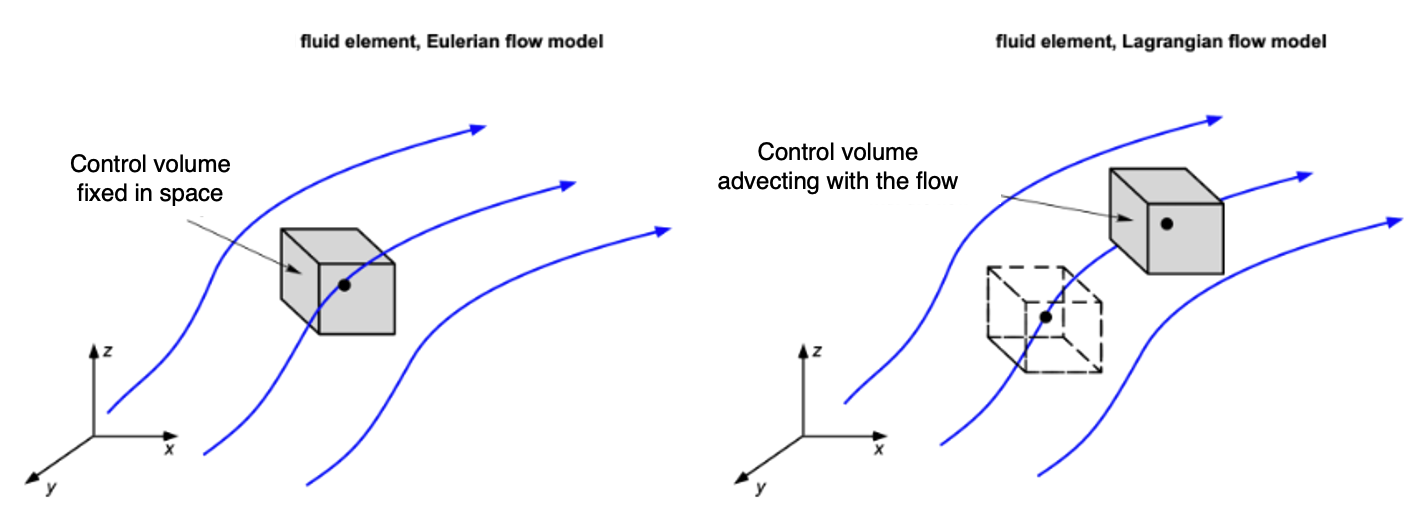 fluid element, Eulerian flow model
Control volume
fixed in space
z
x
y
fluid element, Lagrangian flow model
Control volume
advecting with the flow
z
x
y